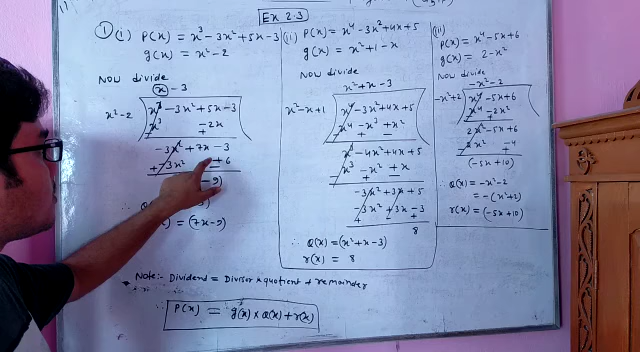 Ex 2.3
① (i) P(x) = x³ - 3x² + 5x - 3
g(x) = x² - 2
Now divide
x - 3
x² - 2 x³ - 3x² + 5x - 3
x³ - 2x
+
- 3x² + 7x - 3
- 3x² + 6
+ -
- 9
= (7x - 9)
(ii) P(x) = x⁴ - 3x² + 4x + 5
g(x) = x² + 1 - x
Now divide
x² + x - 3
x² - x + 1 x⁴ - 3x² + 4x + 5
x⁴ - x³ + x²
- + -
x³ - 4x² + 4x + 5
x³ - x² + x
- + -
- 3x² + 3x + 5
- 3x² + 3x - 3
+ - +
8
∴ Q(x) = (x² + x - 3)
r(x) = 8
(iii)
P(x) = x⁴ - 5x + 6
g(x) = 2 - x²
Now divide
- x² - 2
- x² + 2 x⁴ - 5x + 6
x⁴ - 2x²
- +
2x² - 5x + 6
2x² - 4
- +
(-5x + 10)
∴ Q(x) = - x² - 2
= - (x² + 2)
r(x) = (-5x + 10)
Note:- Dividend = Divisor x quotient + remainder
P(x) = g(x) x Q(x) + r(x)